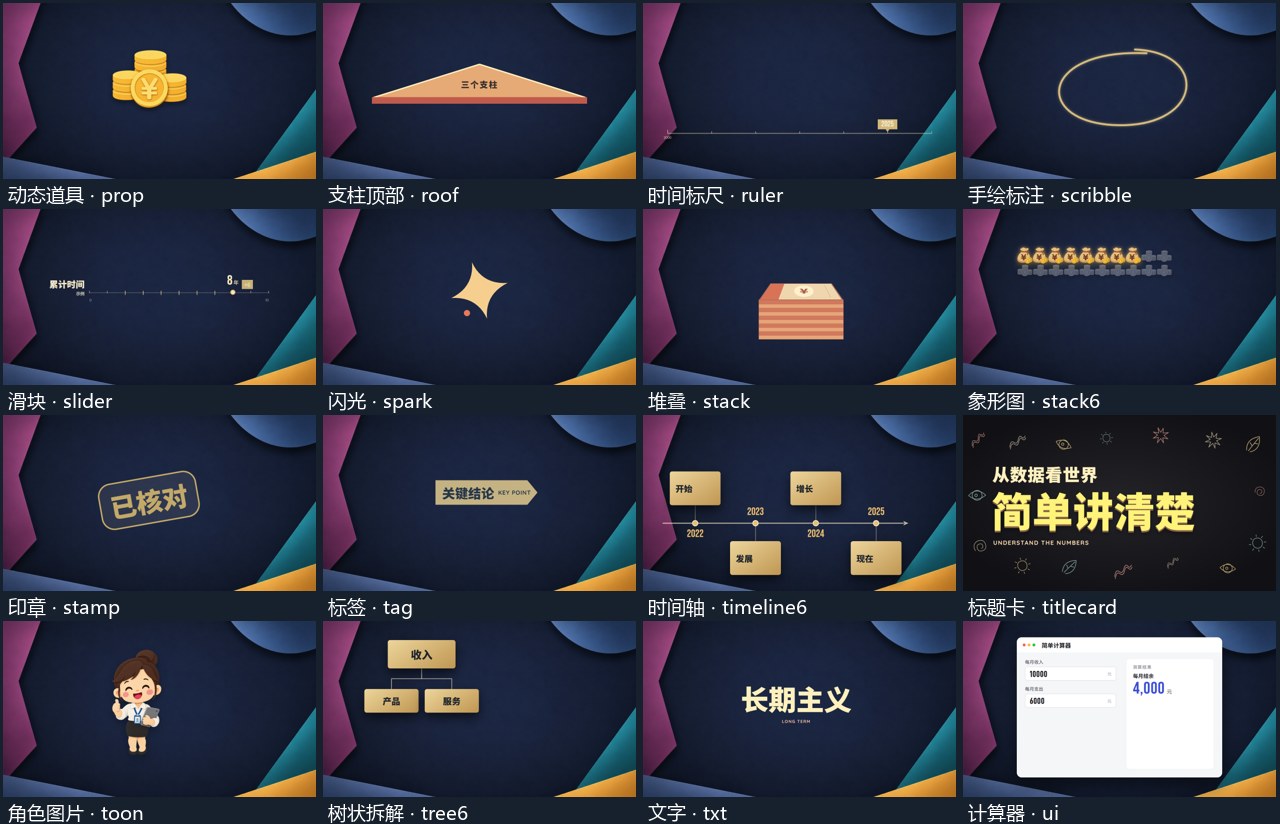 三个支柱
2025
动态道具 · prop
支柱顶部 · roof
时间标尺 · ruler
手绘标注 · scribble
累计时间
示例
8年
滑块 · slider
闪光 · spark
堆叠 · stack
象形图 · stack6
已核对
关键结论 KEY POINT
开始
增长
2023
2025
2022
2024
发展
现在
从数据看世界
简单讲清楚
UNDERSTAND THE NUMBERS
印章 · stamp
标签 · tag
时间轴 · timeline6
标题卡 · titlecard
收入
产品
服务
长期主义
LONG TERM
简单计算器
每月收入
10000
每月支出
6000
每月结余
4,000 元
角色图片 · toon
树状拆解 · tree6
文字 · txt
计算器 · ui